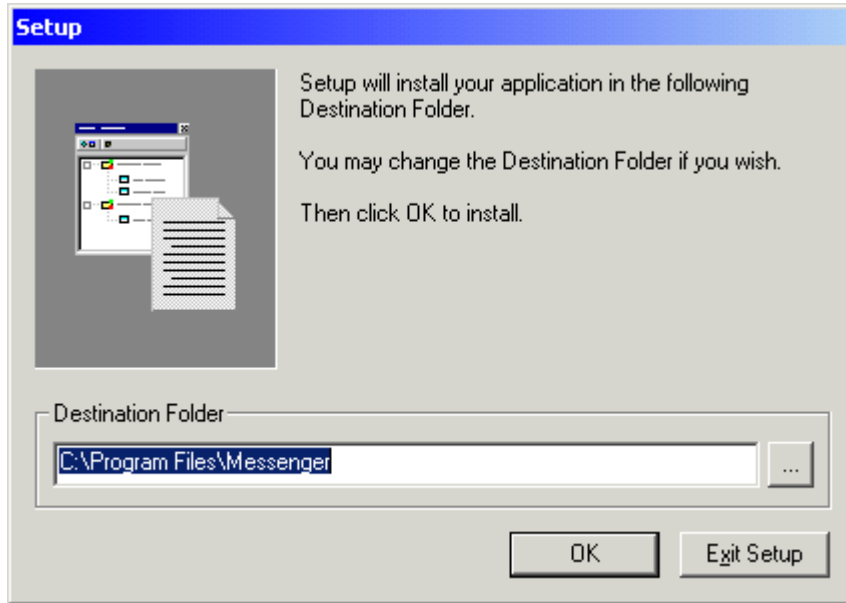 Setup
Setup will install your application in the following
Destination Folder.
You may change the Destination Folder if you wish.
Then click OK to install.
Destination Folder
C:\Program Files\Messenger
...
OK
Exit Setup